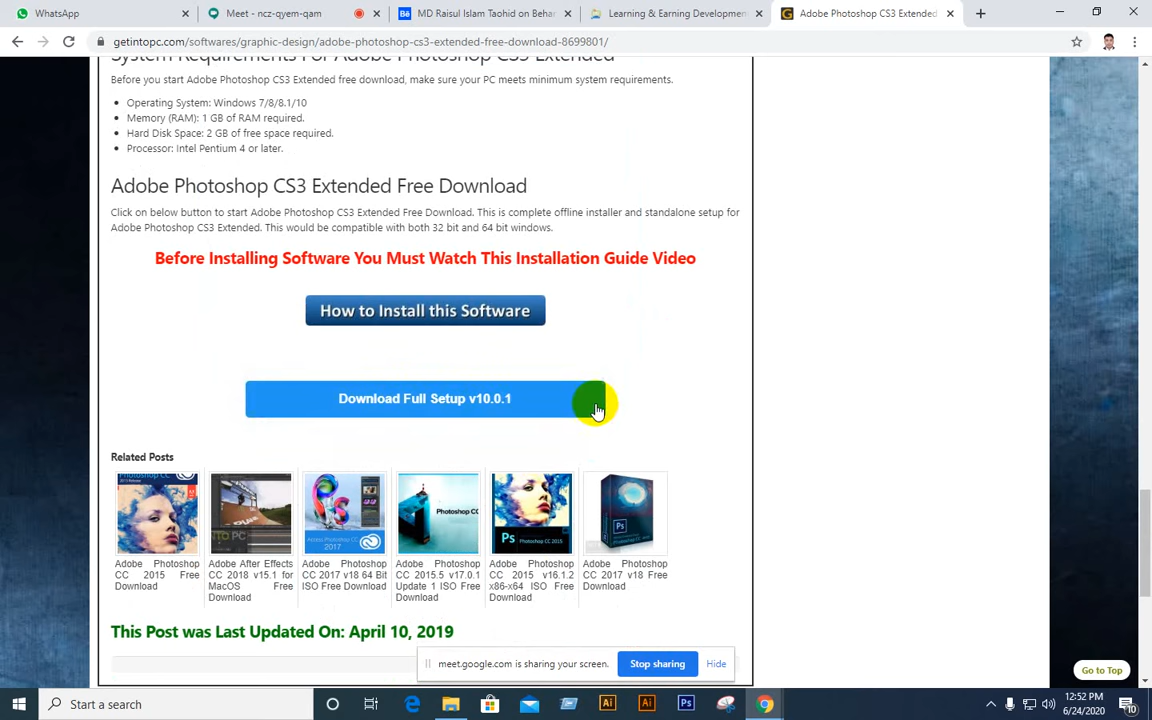 WhatsApp
Meet - ncz-qyem-qam
MD Raisul Islam Taohid on Behan
Learning & Earning Developmen
Adobe Photoshop CS3 Extended
getintopc.com/softwares/graphic-design/adobe-photoshop-cs3-extended-free-download-8699801/
System Requirements For Adobe Photoshop CS3 Extended
Before you start Adobe Photoshop CS3 Extended free download, make sure your PC meets minimum system requirements.
Operating System: Windows 7/8/8.1/10
Memory (RAM): 1 GB of RAM required.
Hard Disk Space: 2 GB of free space required.
Processor: Intel Pentium 4 or later.
Adobe Photoshop CS3 Extended Free Download
Click on below button to start Adobe Photoshop CS3 Extended Free Download. This is complete offline installer and standalone setup for
Adobe Photoshop CS3 Extended. This would be compatible with both 32 bit and 64 bit windows.
Before Installing Software You Must Watch This Installation Guide Video
How to Install this Software
Download Full Setup v10.0.1
Related Posts
Adobe Photoshop CC 2015 Free Download
Adobe After Effects CC 2018 v15.1 for MacOS Free Download
Adobe Photoshop CC 2017 v18 64 Bit ISO Free Download
Adobe Photoshop CC 2015.5 v17.0.1 Update 1 ISO Free Download
Adobe Photoshop CC 2015 v16.1.2 x86-x64 ISO Free Download
Adobe Photoshop CC 2017 v18 Free Download
This Post was Last Updated On: April 10, 2019
meet.google.com is sharing your screen.
Stop sharing
Hide
Go to Top
Start a search
12:52 PM
6/24/2020
10